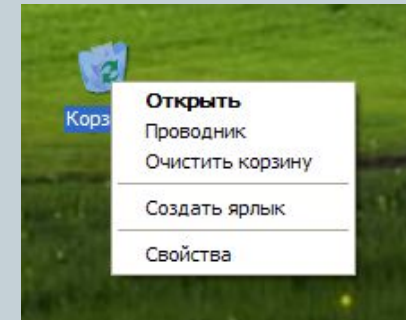 Корз
Открыть
Проводник
Очистить корзину
Создать ярлык
Свойства